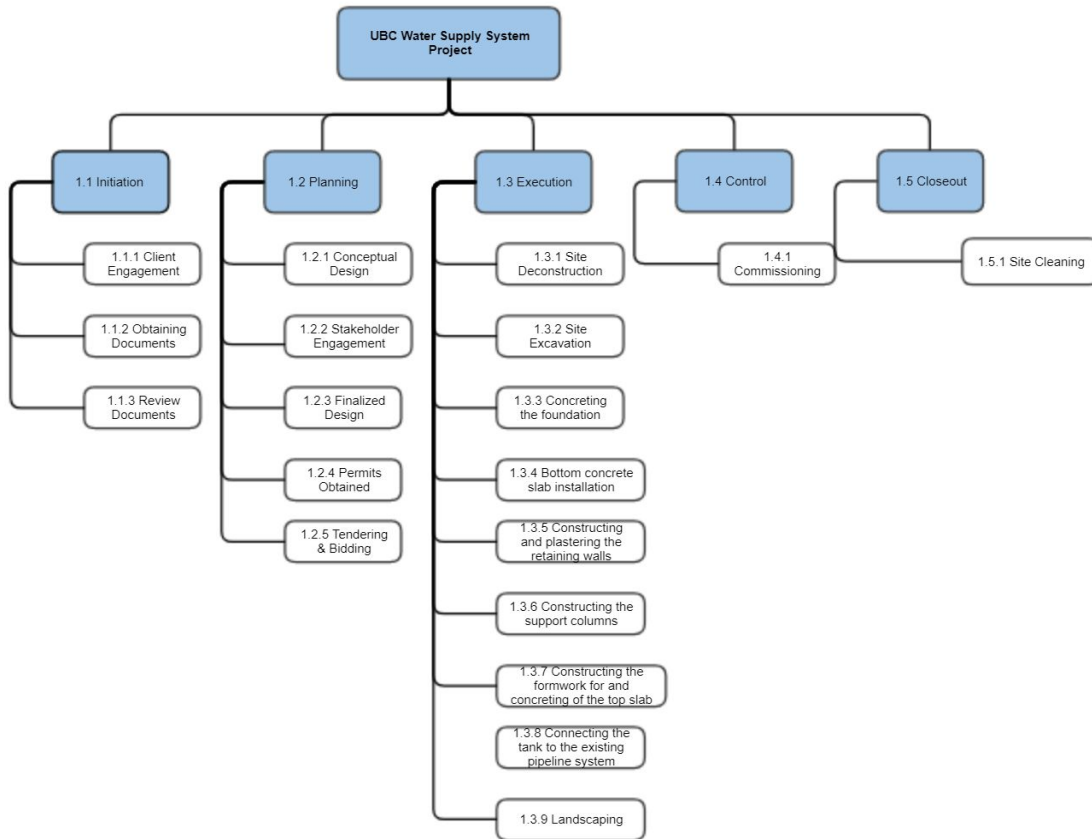 UBC Water Supply System
Project
1.1 Initiation
1.2 Planning
1.3 Execution
1.4 Control
1.5 Closeout
1.1.1 Client
Engagement
1.1.2 Obtaining
Documents
1.1.3 Review
Documents
1.2.1 Conceptual
Design
1.2.2 Stakeholder
Engagement
1.2.3 Finalized
Design
1.2.4 Permits
Obtained
1.2.5 Tendering
& Bidding
1.3.1 Site
Deconstruction
1.3.2 Site
Excavation
1.3.3 Concreting
the foundation
1.3.4 Bottom concrete
slab installation
1.3.5 Constructing
and plastering the
retaining walls
1.3.6 Constructing the
support columns
1.3.7 Constructing the
formwork for and
concreting of the top slab
1.3.8 Connecting the
tank to the existing
pipeline system
1.3.9 Landscaping
1.4.1
Commissioning
1.5.1 Site Cleaning